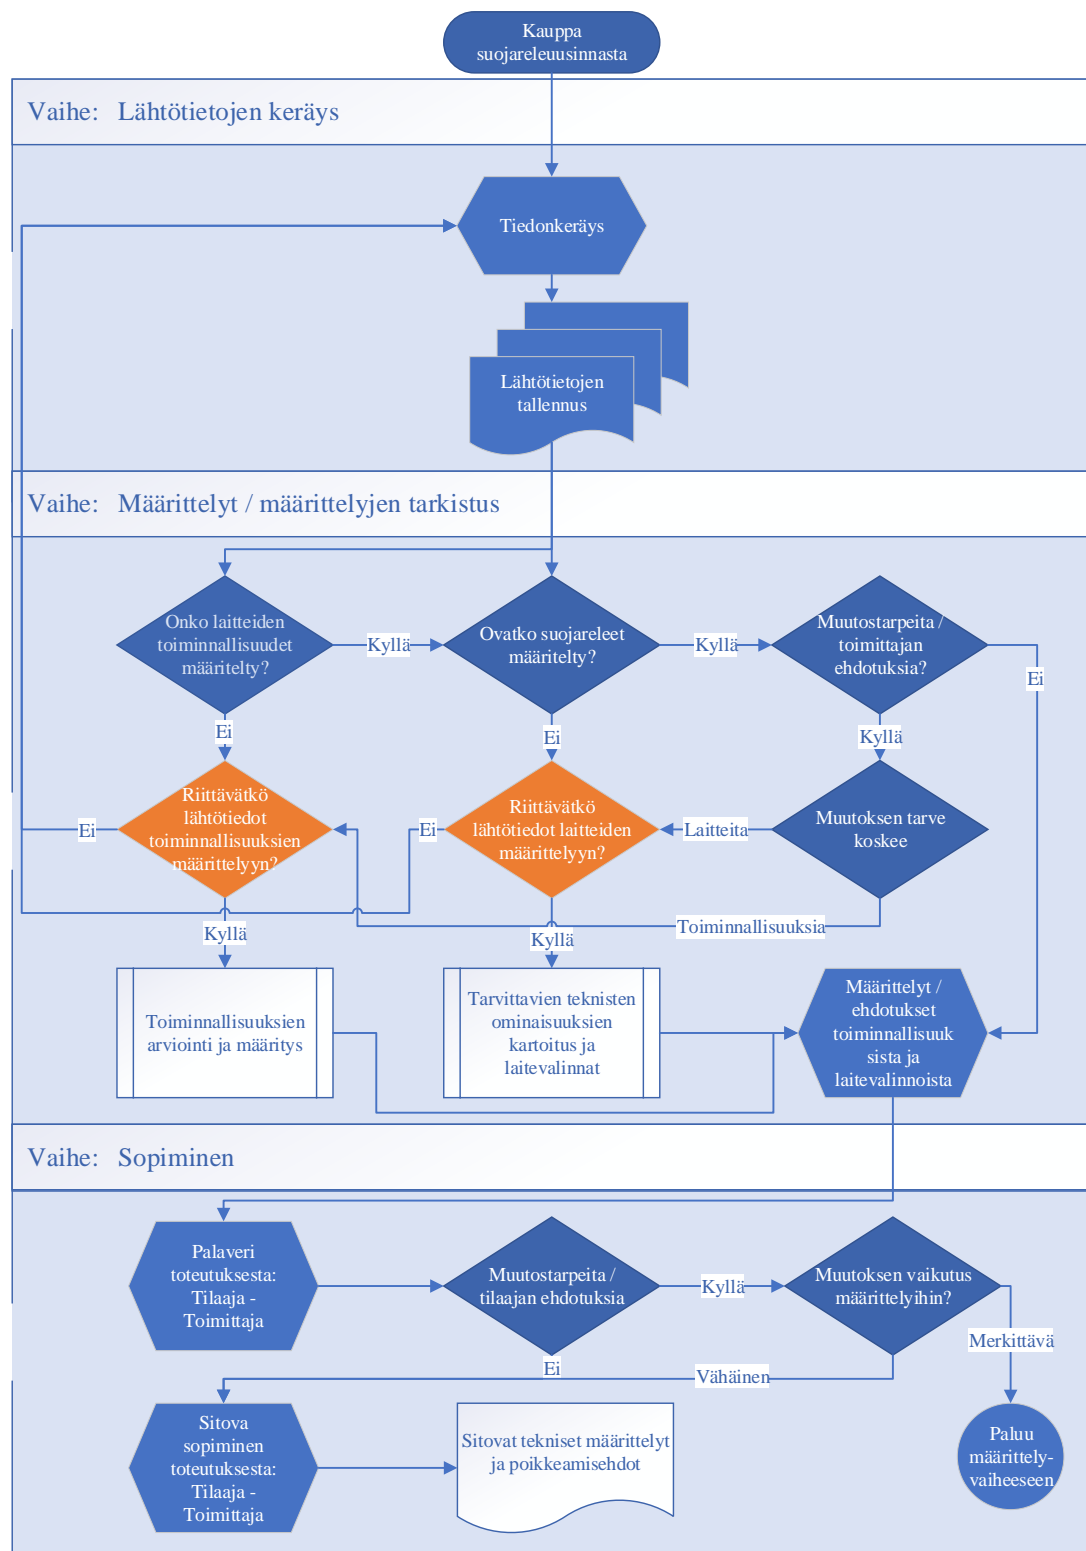 Kauppa
suojareleuusinnasta
Vaihe: Lähtötietojen keräys
Tiedonkeräys
Lähtötietojen
tallennus
Vaihe: Määrittelyt / määrittelyjen tarkistus
Onko laitteiden
toiminnallisuudet
määritelty?
Kyllä
Ovatko suojareleet
määritelty?
Kyllä
Muutostarpeita /
toimittajan
ehdotuksia?
Ei
Ei
Ei
Kyllä
Ei
Riittävätkö
lähtötiedot
toiminnallisuuksien
määrittelyyn?
Ei
Riittävätkö
lähtötiedot laitteiden
määrittelyyn?
Laitteita
Muutoksen tarve
koskee
Kyllä
Kyllä
Toiminnallisuuksia
Toiminnallisuuksien
arviointi ja määritys
Tarvittavien teknisten
ominaisuuksien
kartoitus ja
laitevalinnat
Määrittelyt /
ehdotukset
toiminnallisuuk
sista ja
laitevalinnoista
Vaihe: Sopiminen
Palaveri
toteutuksesta:
Tilaaja -
Toimittaja
Muutostarpeita /
tilaajan ehdotuksia
Kyllä
Muutoksen vaikutus
määrittelyihin?
Merkittävä
Ei
Vähäinen
Sitova
sopiminen
toteutuksesta:
Tilaaja -
Toimittaja
Sitovat tekniset määrittelyt
ja poikkeamisehdot
Paluu
määrittely-
vaiheeseen